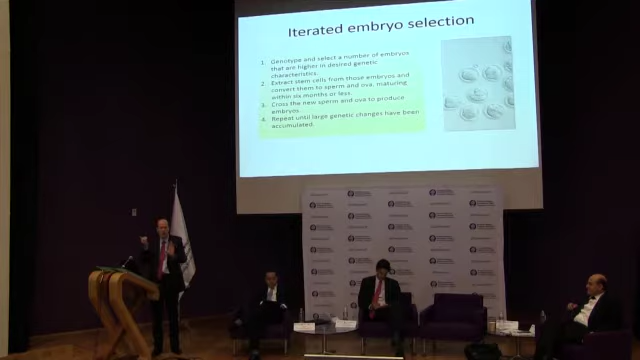 Iterated embryo selection
1. Genotype and select a number of embryos
that are higher in desired genetic
characteristics.
2. Extract stem cells from those embryos and
convert them to sperm and ova, maturing
within six months or less.
3. Cross the new sperm and ova to produce
embryos.
4. Repeat until large genetic changes have been
accumulated.